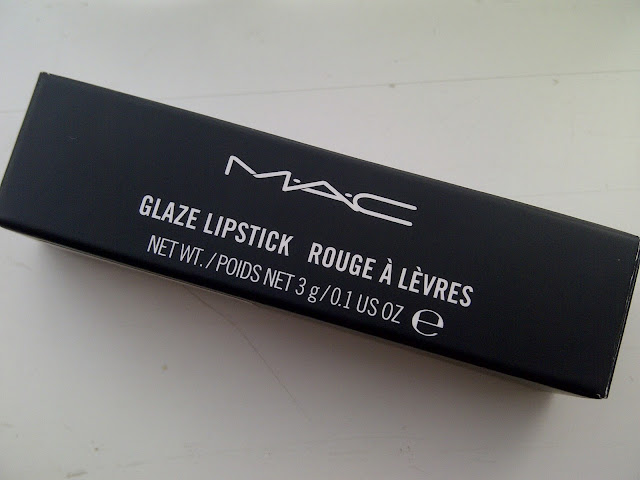 M·A·C
GLAZE LIPSTICK ROUGE À LÈVRES
NET WT. / POIDS NET 3 g / 0.1 US OZ ℮